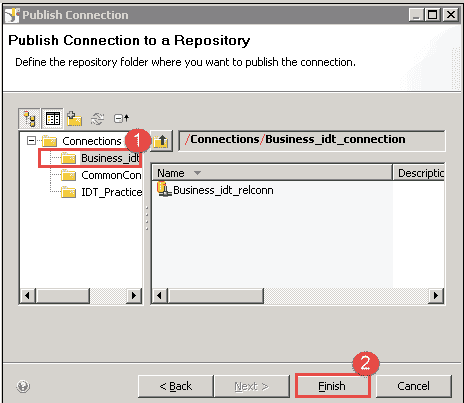 Publish Connection
Publish Connection to a Repository
Define the repository folder where you want to publish the connection.
Connections
1
/Connections/Business_idt_connection
Business_idt
CommonCon
IDT_Practice
Name
Descriptio
Business_idt_relconn
2
< Back
Next >
Finish
Cancel